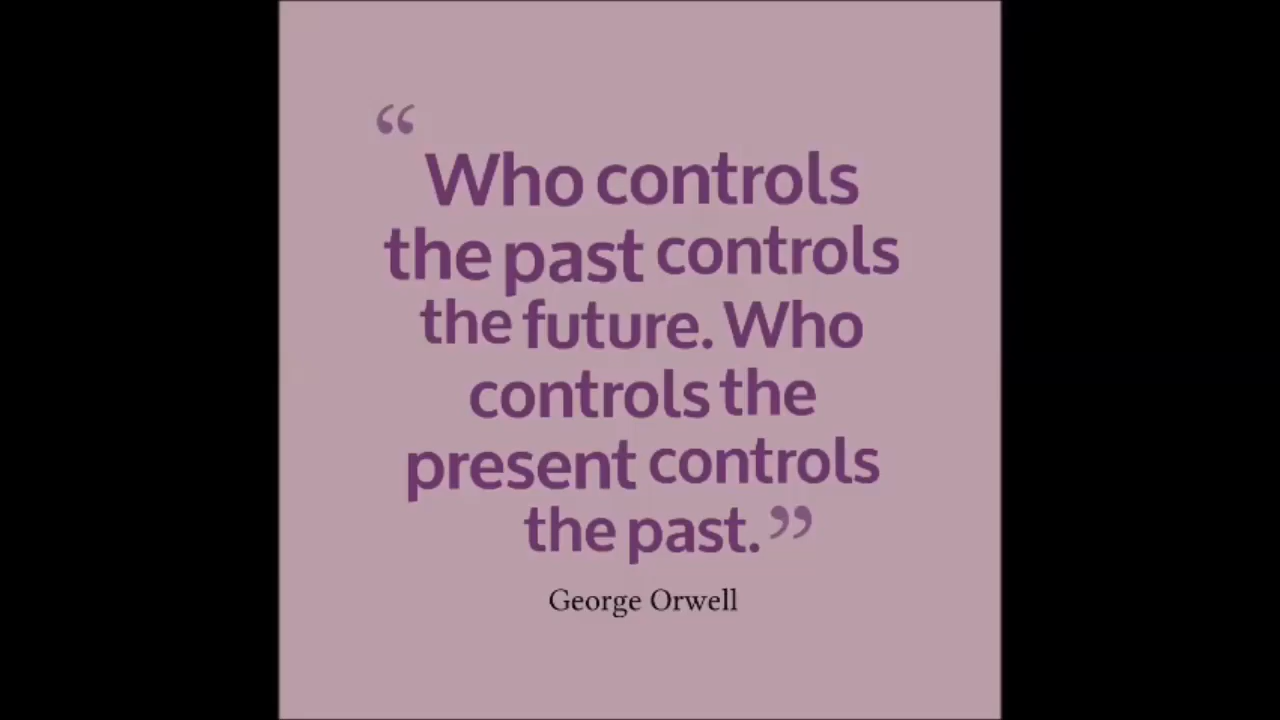 “
Who controls
the past controls
the future. Who
controls the
present controls
the past.”
George Orwell